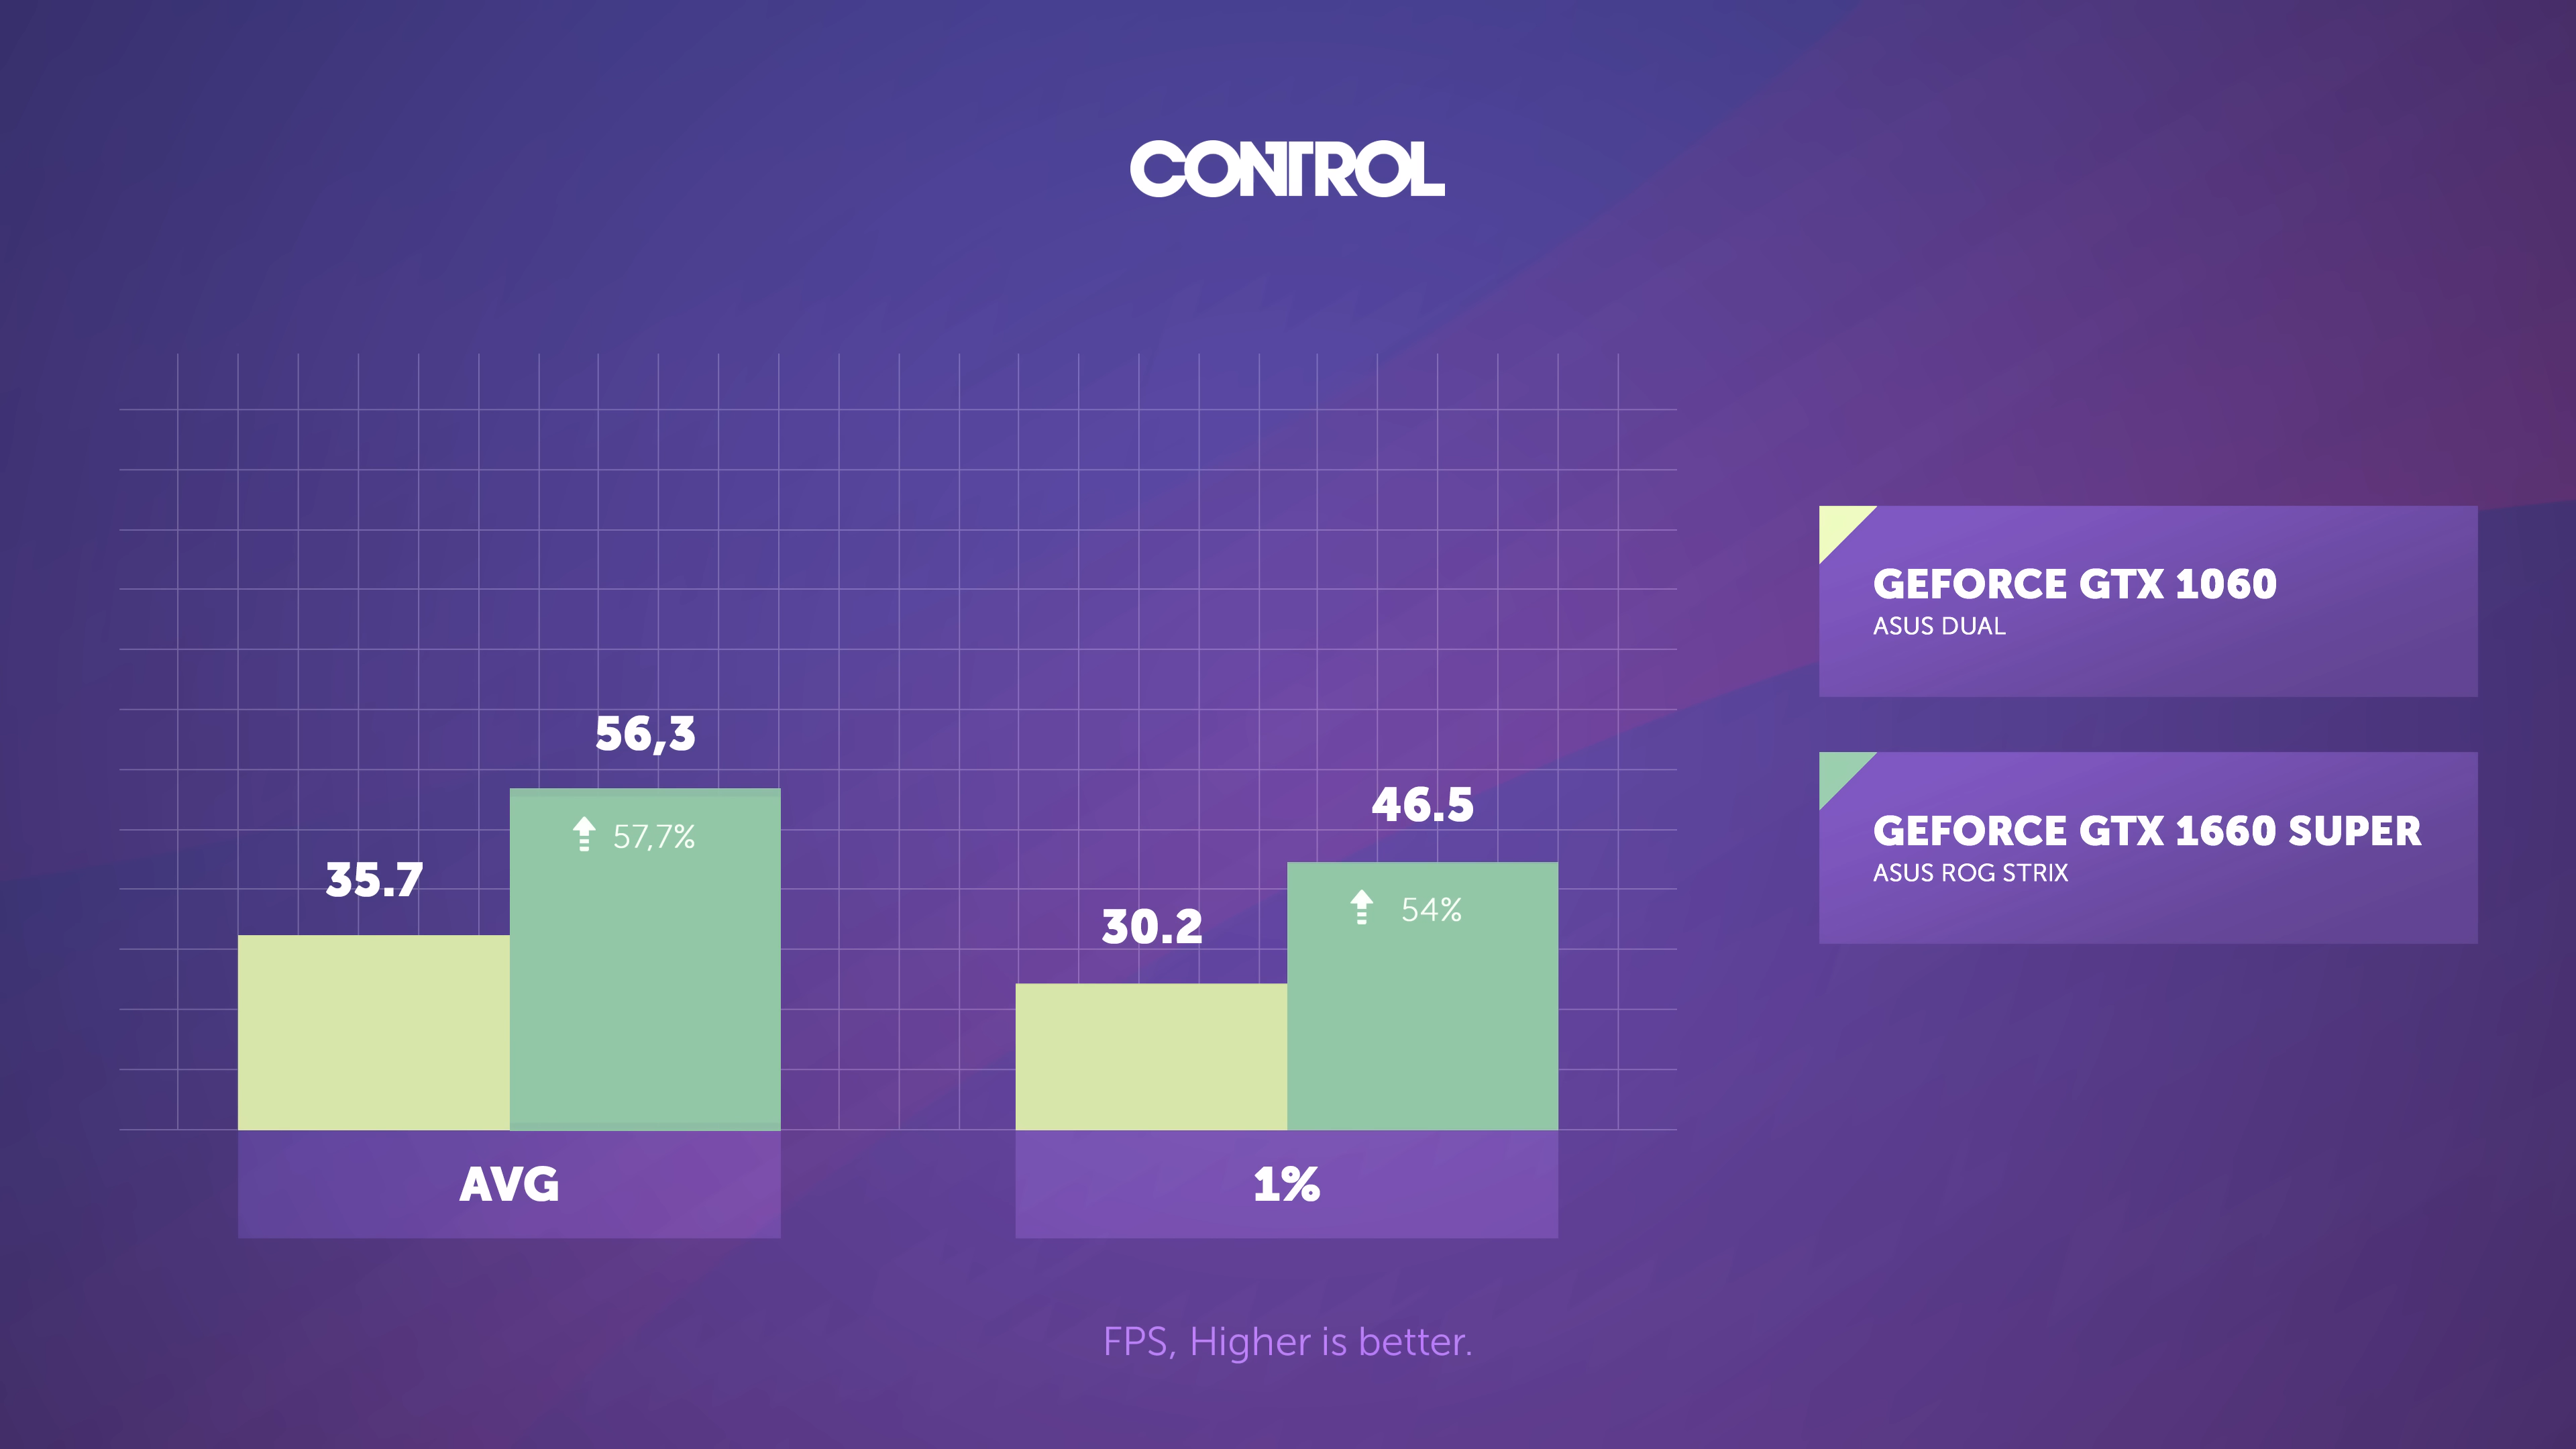 CONTROL
56,3
57,7%
35.7
46.5
54%
30.2
AVG
1%
GEFORCE GTX 1060
ASUS DUAL
GEFORCE GTX 1660 SUPER
ASUS ROG STRIX
FPS, Higher is better.